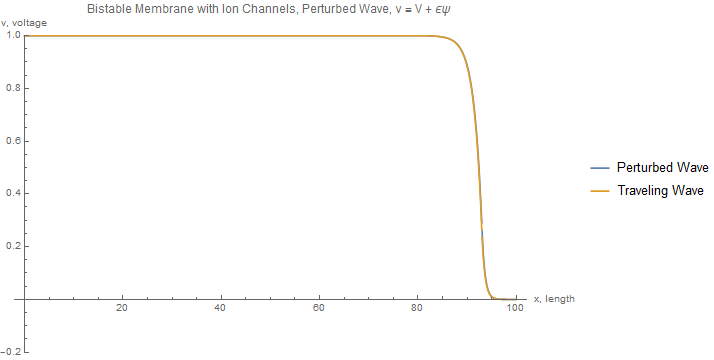 Bistable Membrane with Ion Channels, Perturbed Wave, v = V + ϵψ
v, voltage
1.0
0.8
0.6
0.4
0.2
-0.2
20
40
60
80
100
x, length
Perturbed Wave
Traveling Wave